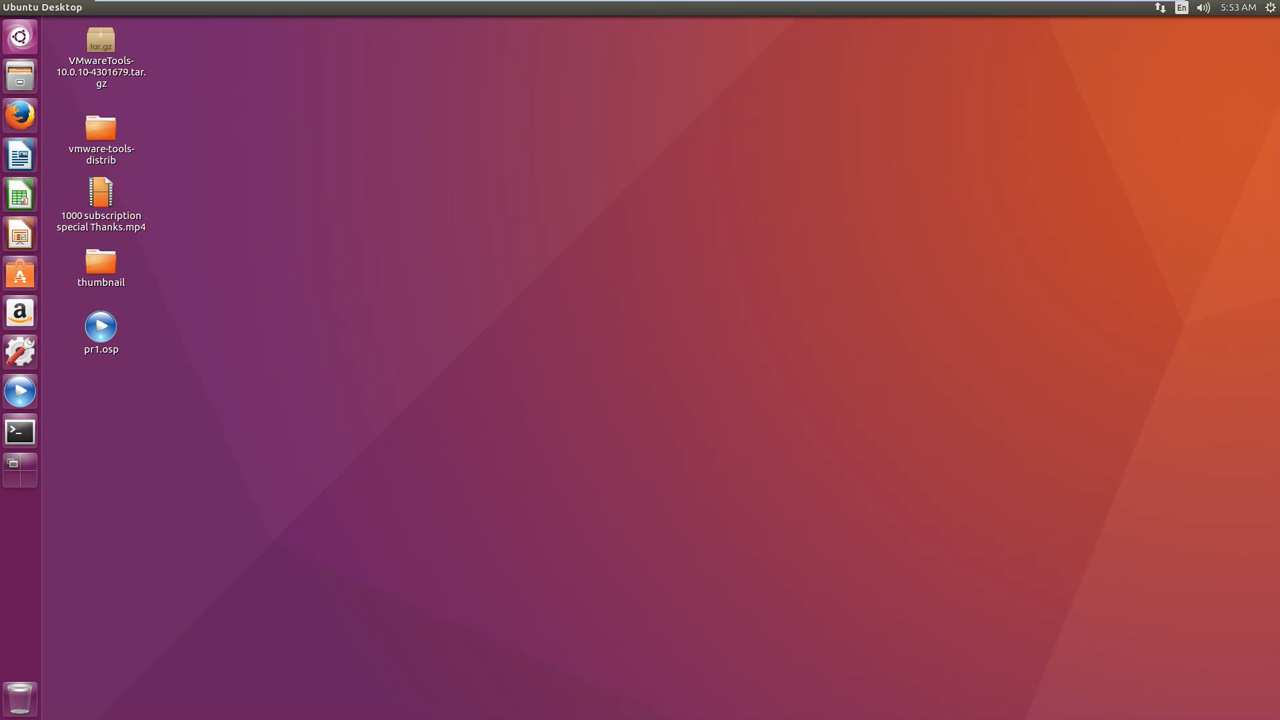 Ubuntu Desktop
En
5:53 AM
tar.gz
VMwareTools-
10.0.10-4301679.tar.
gz
vmware-tools-
distrib
1000 subscription
special Thanks.mp4
thumbnail
pr1.osp